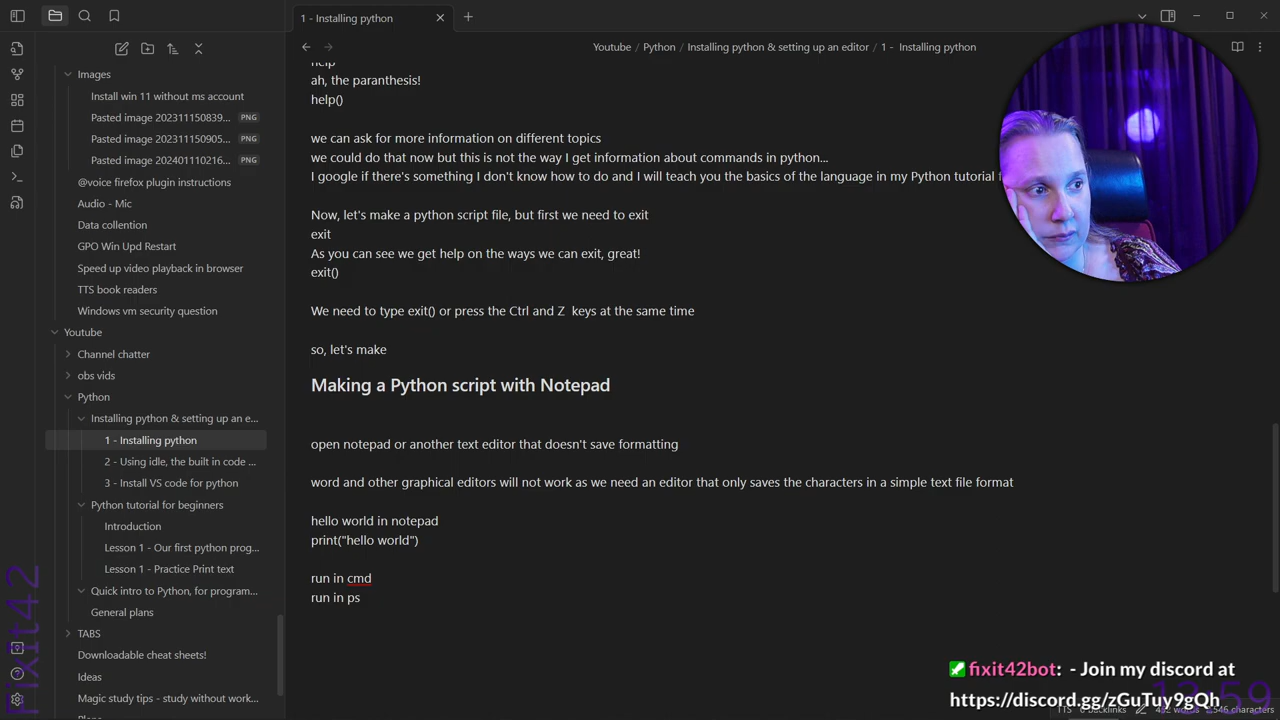 1 - Installing python
Youtube / Python / Installing python & setting up an editor / 1 - Installing python
Images
Install win 11 without ms account
Pasted image 202311150839... PNG
Pasted image 202311150905... PNG
Pasted image 202401110216... PNG
@voice firefox plugin instructions
Audio - Mic
Data collention
GPO Win Upd Restart
Speed up video playback in browser
TTS book readers
Windows vm security question
Youtube
Channel chatter
obs vids
Python
Installing python & setting up an e...
1 - Installing python
2 - Using idle, the built in code ...
3 - Install VS code for python
Python tutorial for beginners
Introduction
Lesson 1 - Our first python prog...
Lesson 1 - Practice Print text
Quick intro to Python, for program...
General plans
TABS
Downloadable cheat sheets!
Ideas
Magic study tips - study without work...
Fixit42
help
ah, the paranthesis!
help()
we can ask for more information on different topics
we could do that now but this is not the way I get information about commands in python...
I google if there's something I don't know how to do and I will teach you the basics of the language in my Python tutorial
Now, let's make a python script file, but first we need to exit
exit
As you can see we get help on the ways we can exit, great!
exit()
We need to type exit() or press the Ctrl and Z keys at the same time
so, let's make
Making a Python script with Notepad
open notepad or another text editor that doesn't save formatting
word and other graphical editors will not work as we need an editor that only saves the characters in a simple text file format
hello world in notepad
print("hello world")
run in cmd
run in ps
fixit42bot: - Join my discord at
https://discord.gg/zGuTuy9gQh